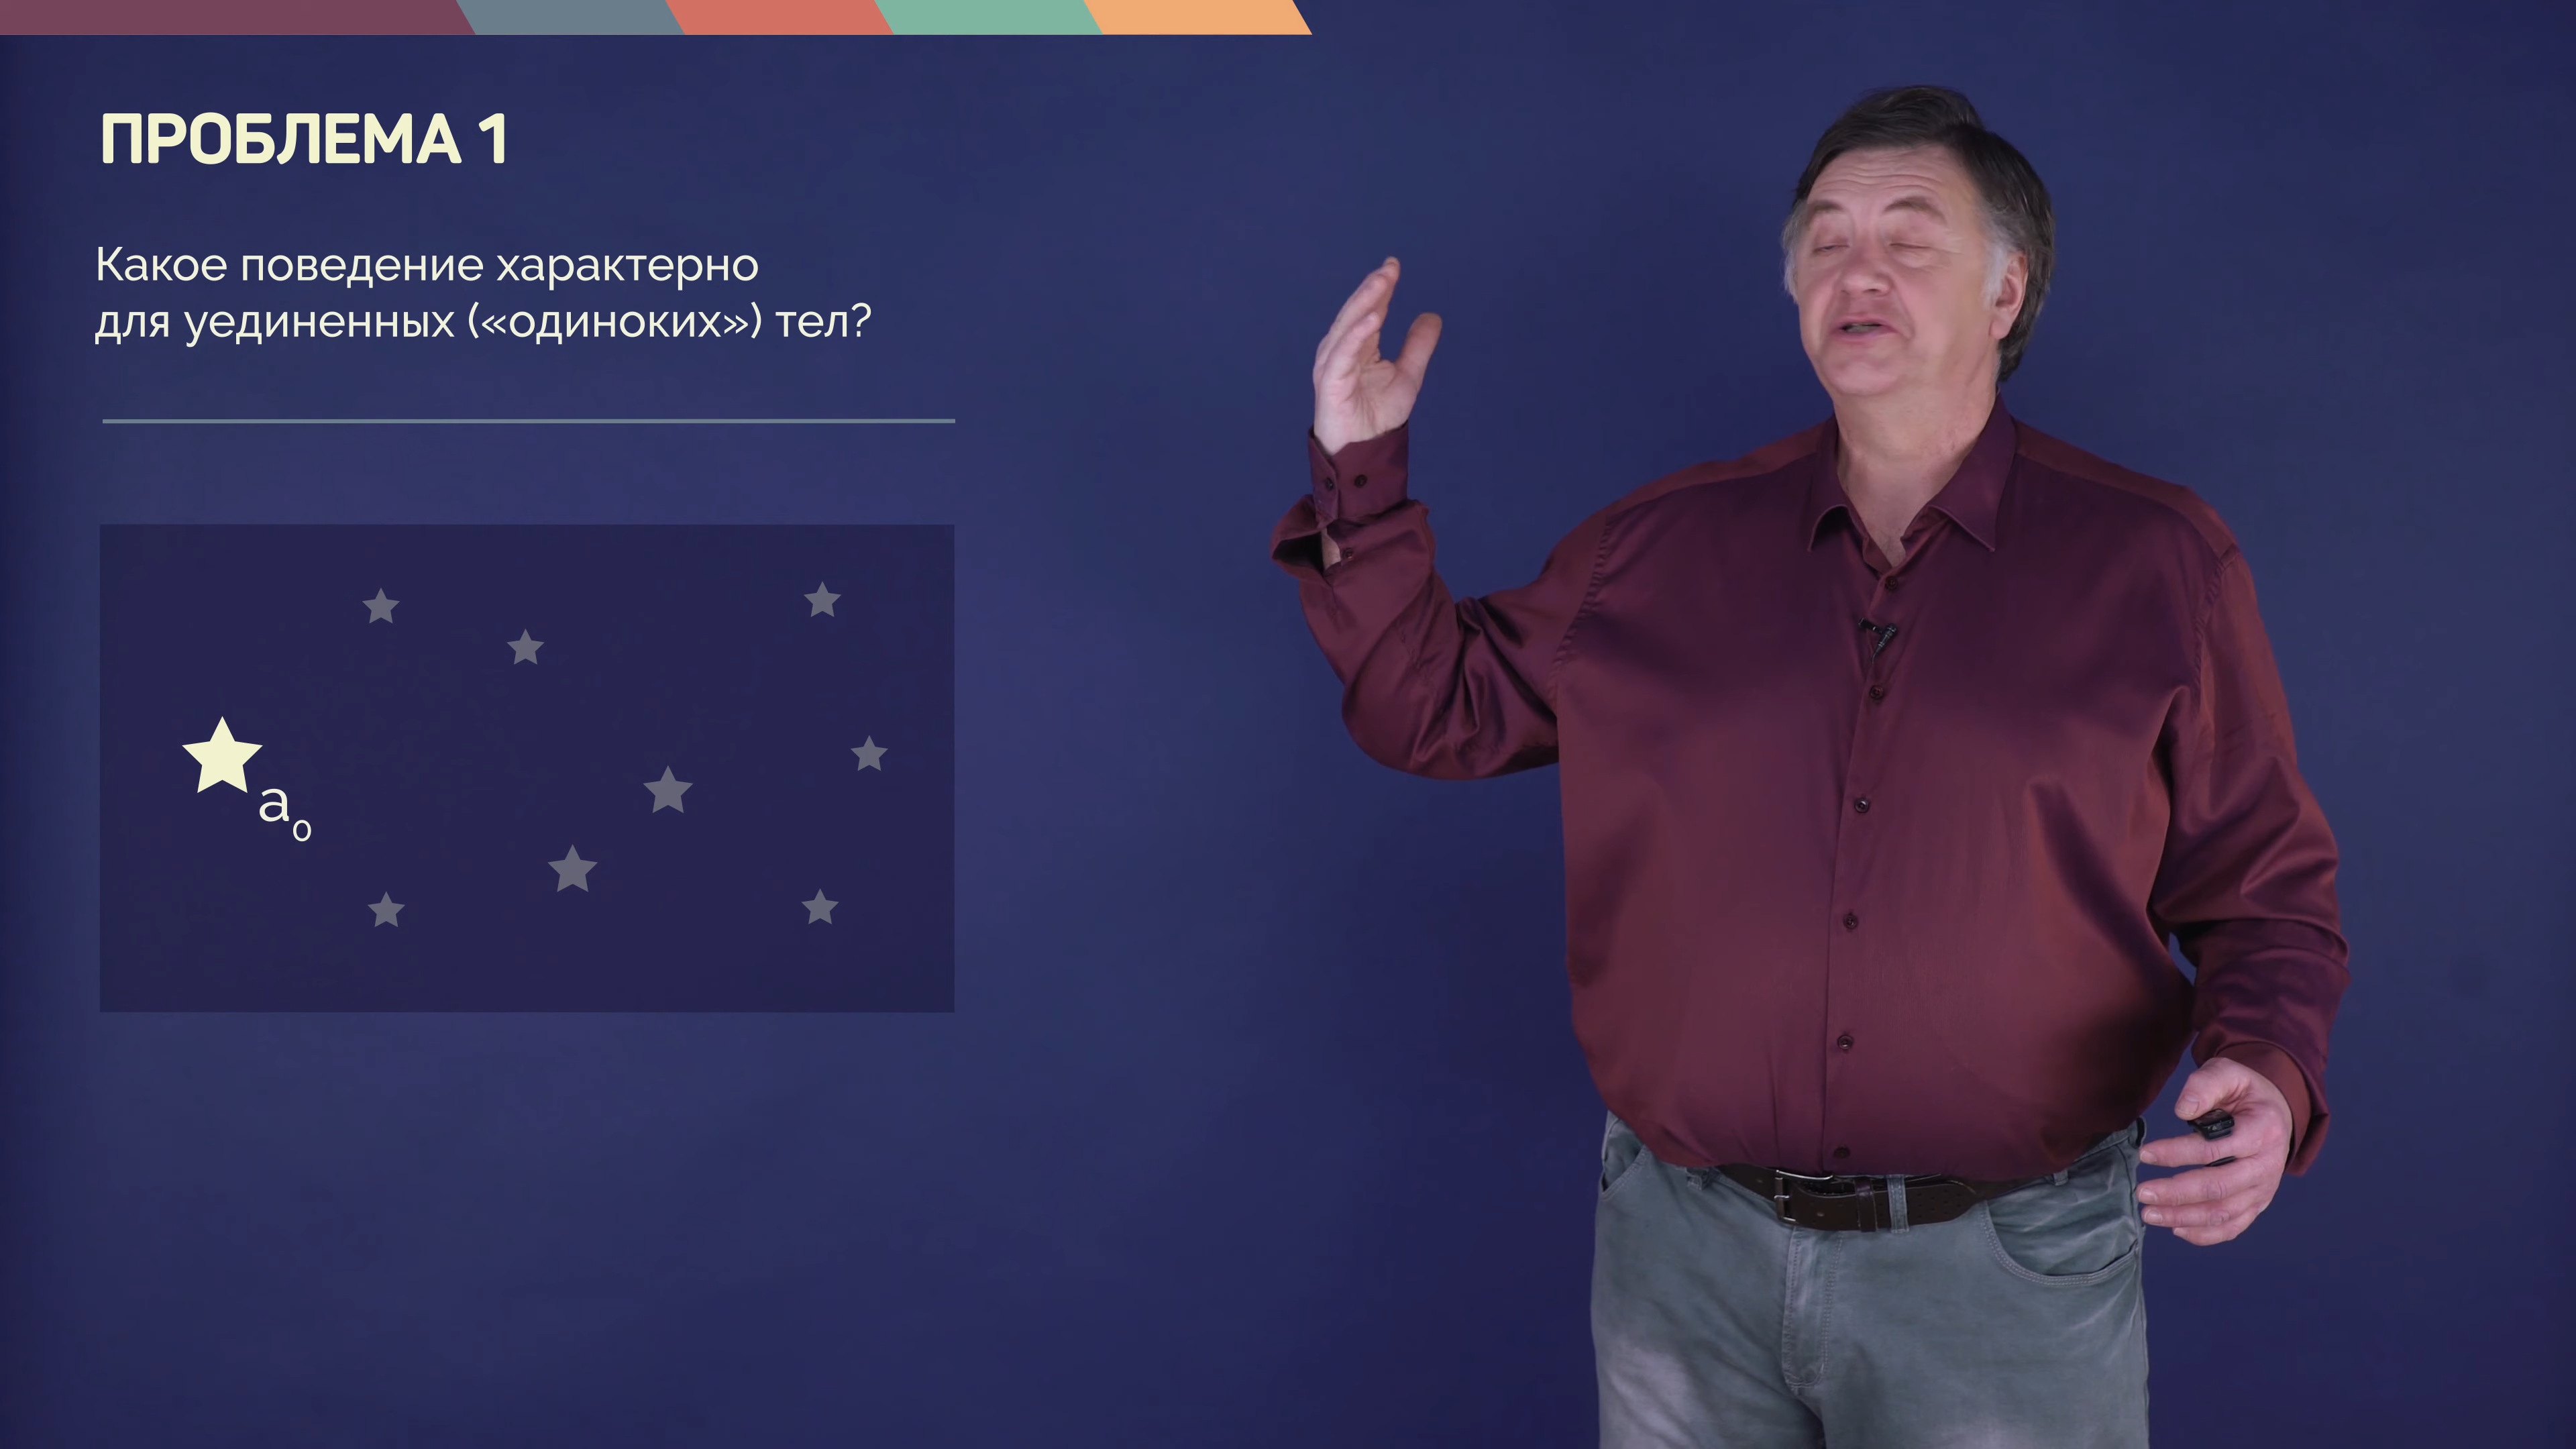 ПРОБЛЕМА 1
Какое поведение характерно
для уединенных («одиноких») тел?
a₀